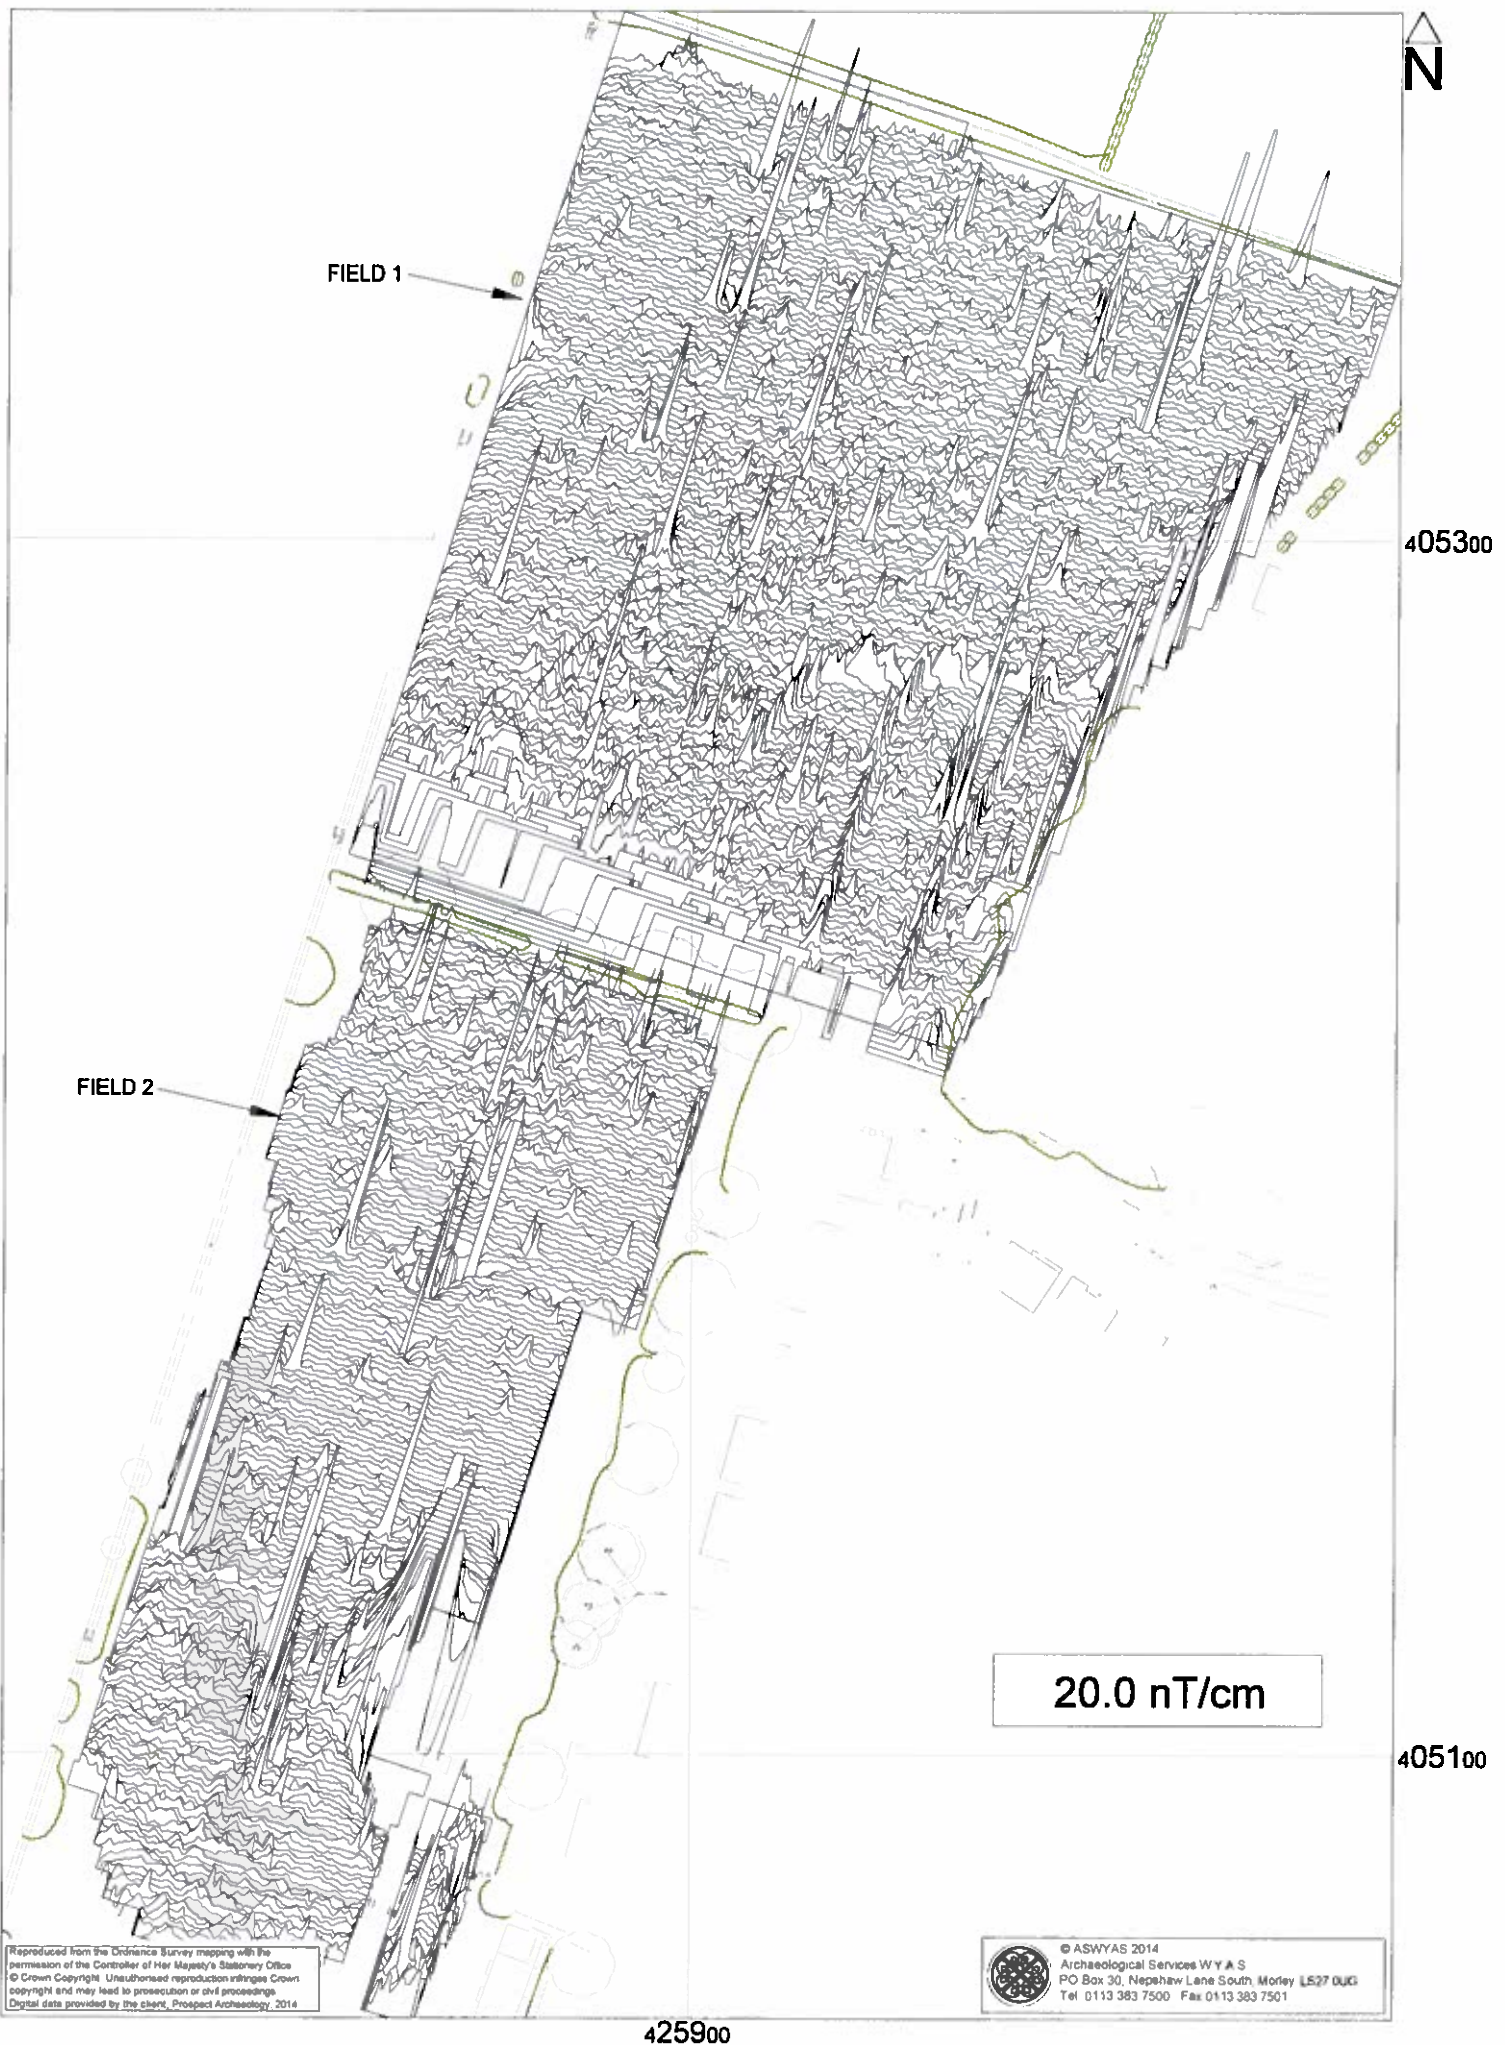 N
FIELD 1
405300
FIELD 2
20.0 nT/cm
405100
Reproduced from the Ordnance Survey mapping with the
permission of the Controller of Her Majesty's Stationery Office
© Crown Copyright Unauthorised reproduction infringes Crown
copyright and may lead to prosecution or civil proceedings
Digital data provided by the client, Prospect Archaeology, 2014
© ASWYAS 2014
Archaeological Services W Y A S
PO Box 30, Nepshaw Lane South, Morley LS27 0UG
Tel 0113 383 7500 Fax 0113 383 7501
425900